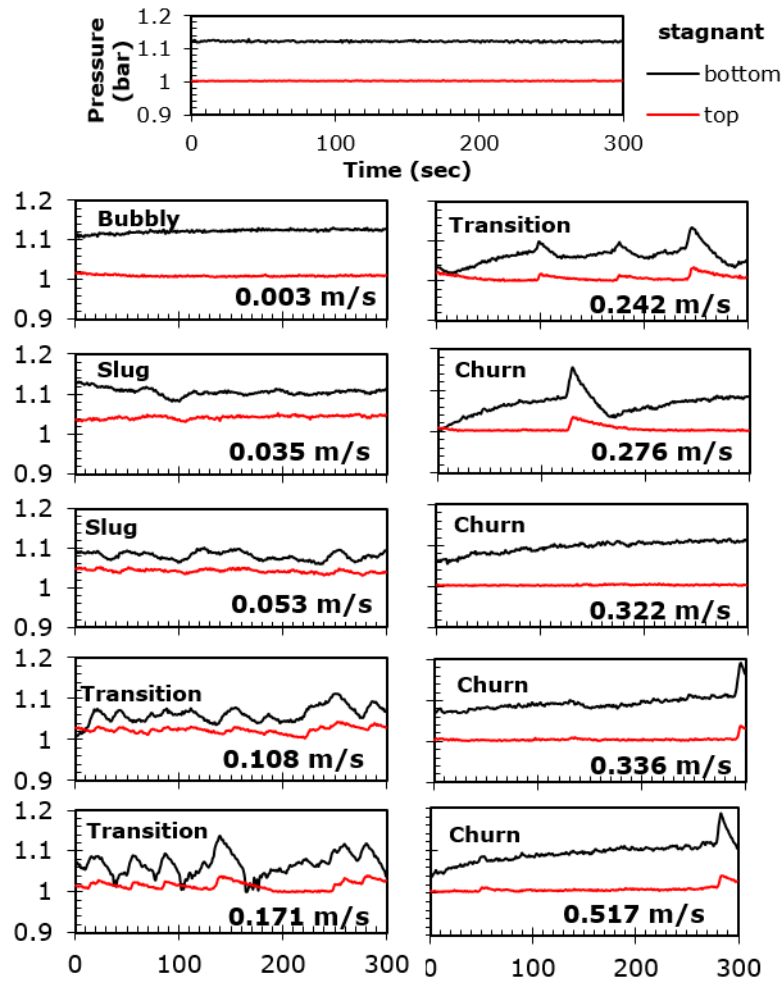 1.2
1.1
1
0.9
Pressure
(bar)
0 100 200 300
Time (sec)
stagnant
bottom
top
1.2
1.1
1
0.9
Bubbly
0.003 m/s
Transition
0.242 m/s
1.2
1.1
1
0.9
Slug
0.035 m/s
Churn
0.276 m/s
1.2
1.1
1
0.9
Slug
0.053 m/s
Churn
0.322 m/s
1.2
1.1
1
0.9
Transition
0.108 m/s
Churn
0.336 m/s
1.2
1.1
1
0.9
Transition
0.171 m/s
Churn
0.517 m/s
0 100 200 300
0 100 200 300